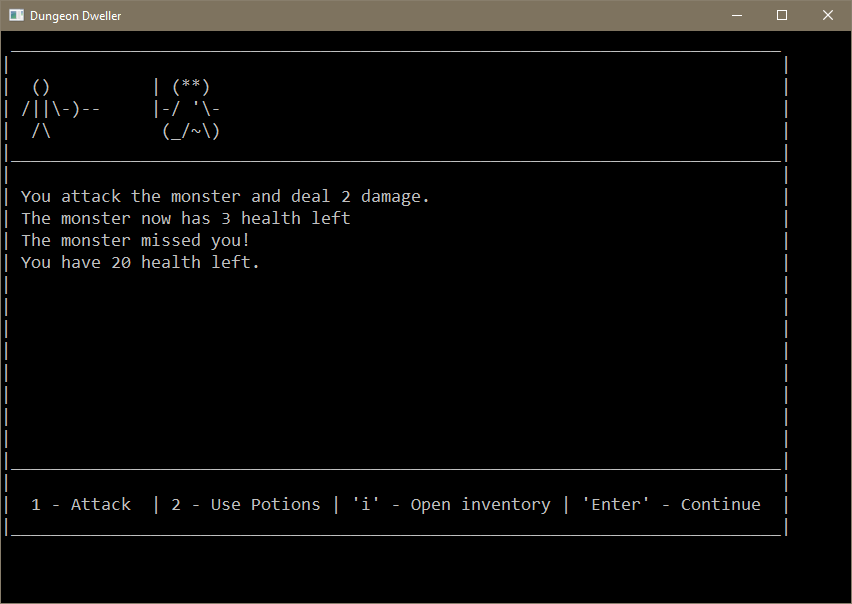 Dungeon Dweller
You attack the monster and deal 2 damage.
The monster now has 3 health left
The monster missed you!
You have 20 health left.
1 - Attack | 2 - Use Potions | 'i' - Open inventory | 'Enter' - Continue